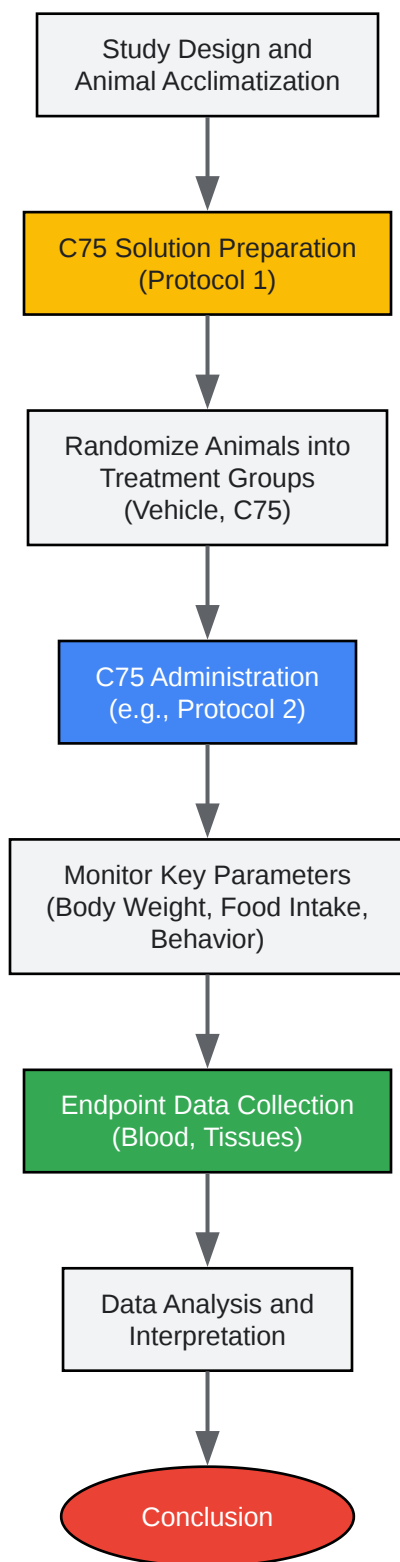 Study Design and
Animal Acclimatization
C75 Solution Preparation
(Protocol 1)
Randomize Animals into
Treatment Groups
(Vehicle, C75)
C75 Administration
(e.g., Protocol 2)
Monitor Key Parameters
(Body Weight, Food Intake,
Behavior)
Endpoint Data Collection
(Blood, Tissues)
Data Analysis and
Interpretation
Conclusion